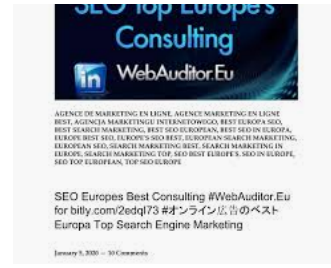 SEO Top Europe's
Consulting
in WebAuditor.Eu
AGENCE DE MARKETING EN LIGNE, AGENCE MARKETING EN LIGNE
BEST, AGENCJA MARKETINGU INTERNETOWEGO, BEST EUROPA SEO,
BEST SEARCH MARKETING, BEST SEO EUROPEAN, BEST SEO IN EUROPA,
EUROPE BEST SEO, EUROPE'S SEO BEST, EUROPEAN SEARCH MARKETING,
EUROPEAN SEO, SEARCH MARKETING BEST, SEARCH MARKETING IN
EUROPE, SEARCH MARKETING TOP, SEO BEST EUROPE'S, SEO IN EUROPE,
SEO TOP EUROPEAN, TOP SEO EUROPE
SEO Europes Best Consulting #WebAuditor.Eu
for bitly.com/2edqI73 #オンライン広告のベスト
Europa Top Search Engine Marketing
January 9, 2020 — 10 Comments